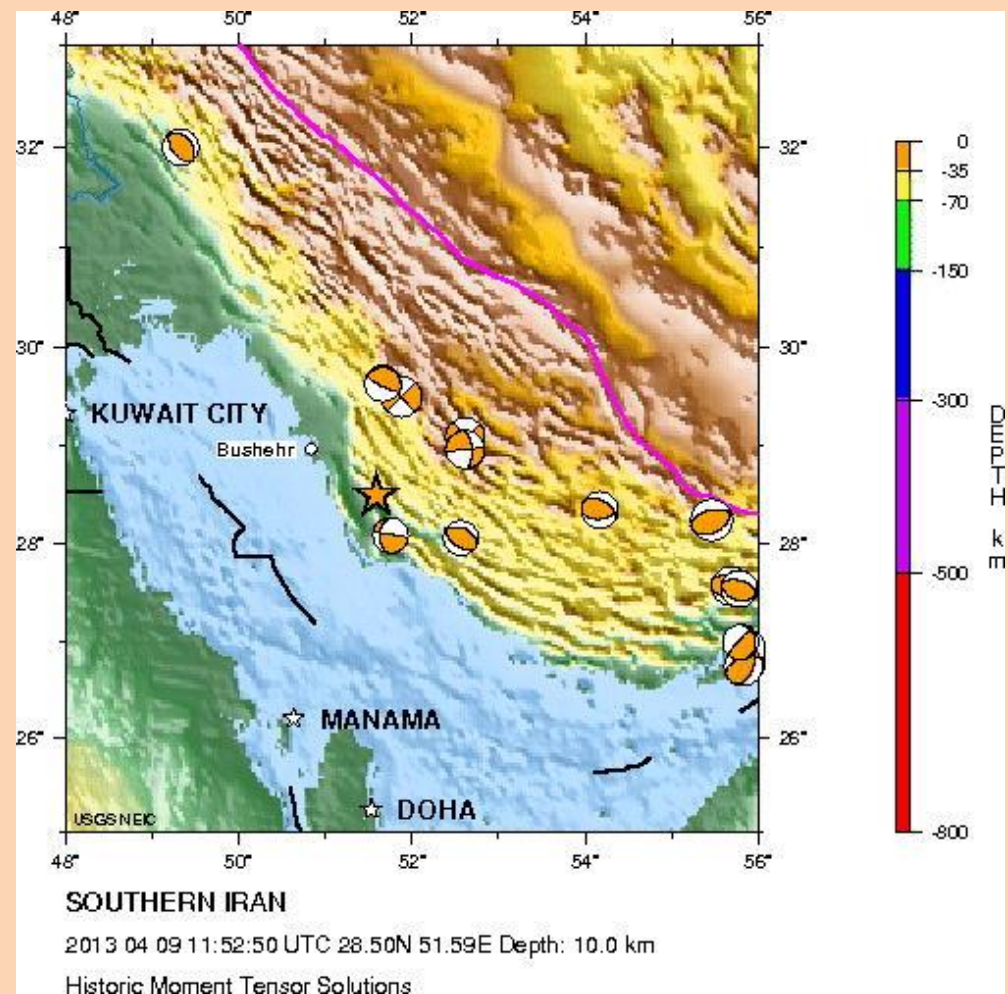 48° 50° 52° 54° 56°
32° 32°
30° 30°
28° 28°
26° 26°
KUWAIT CITY
Bushehr
MANAMA
DOHA
USGS NEIC
48° 50° 52° 54° 56°
0
-35
-70
-150
-300
-500
-800
DEPTH km
SOUTHERN IRAN
2013 04 09 11:52:50 UTC 28.50N 51.59E Depth: 10.0 km
Historic Moment Tensor Solutions